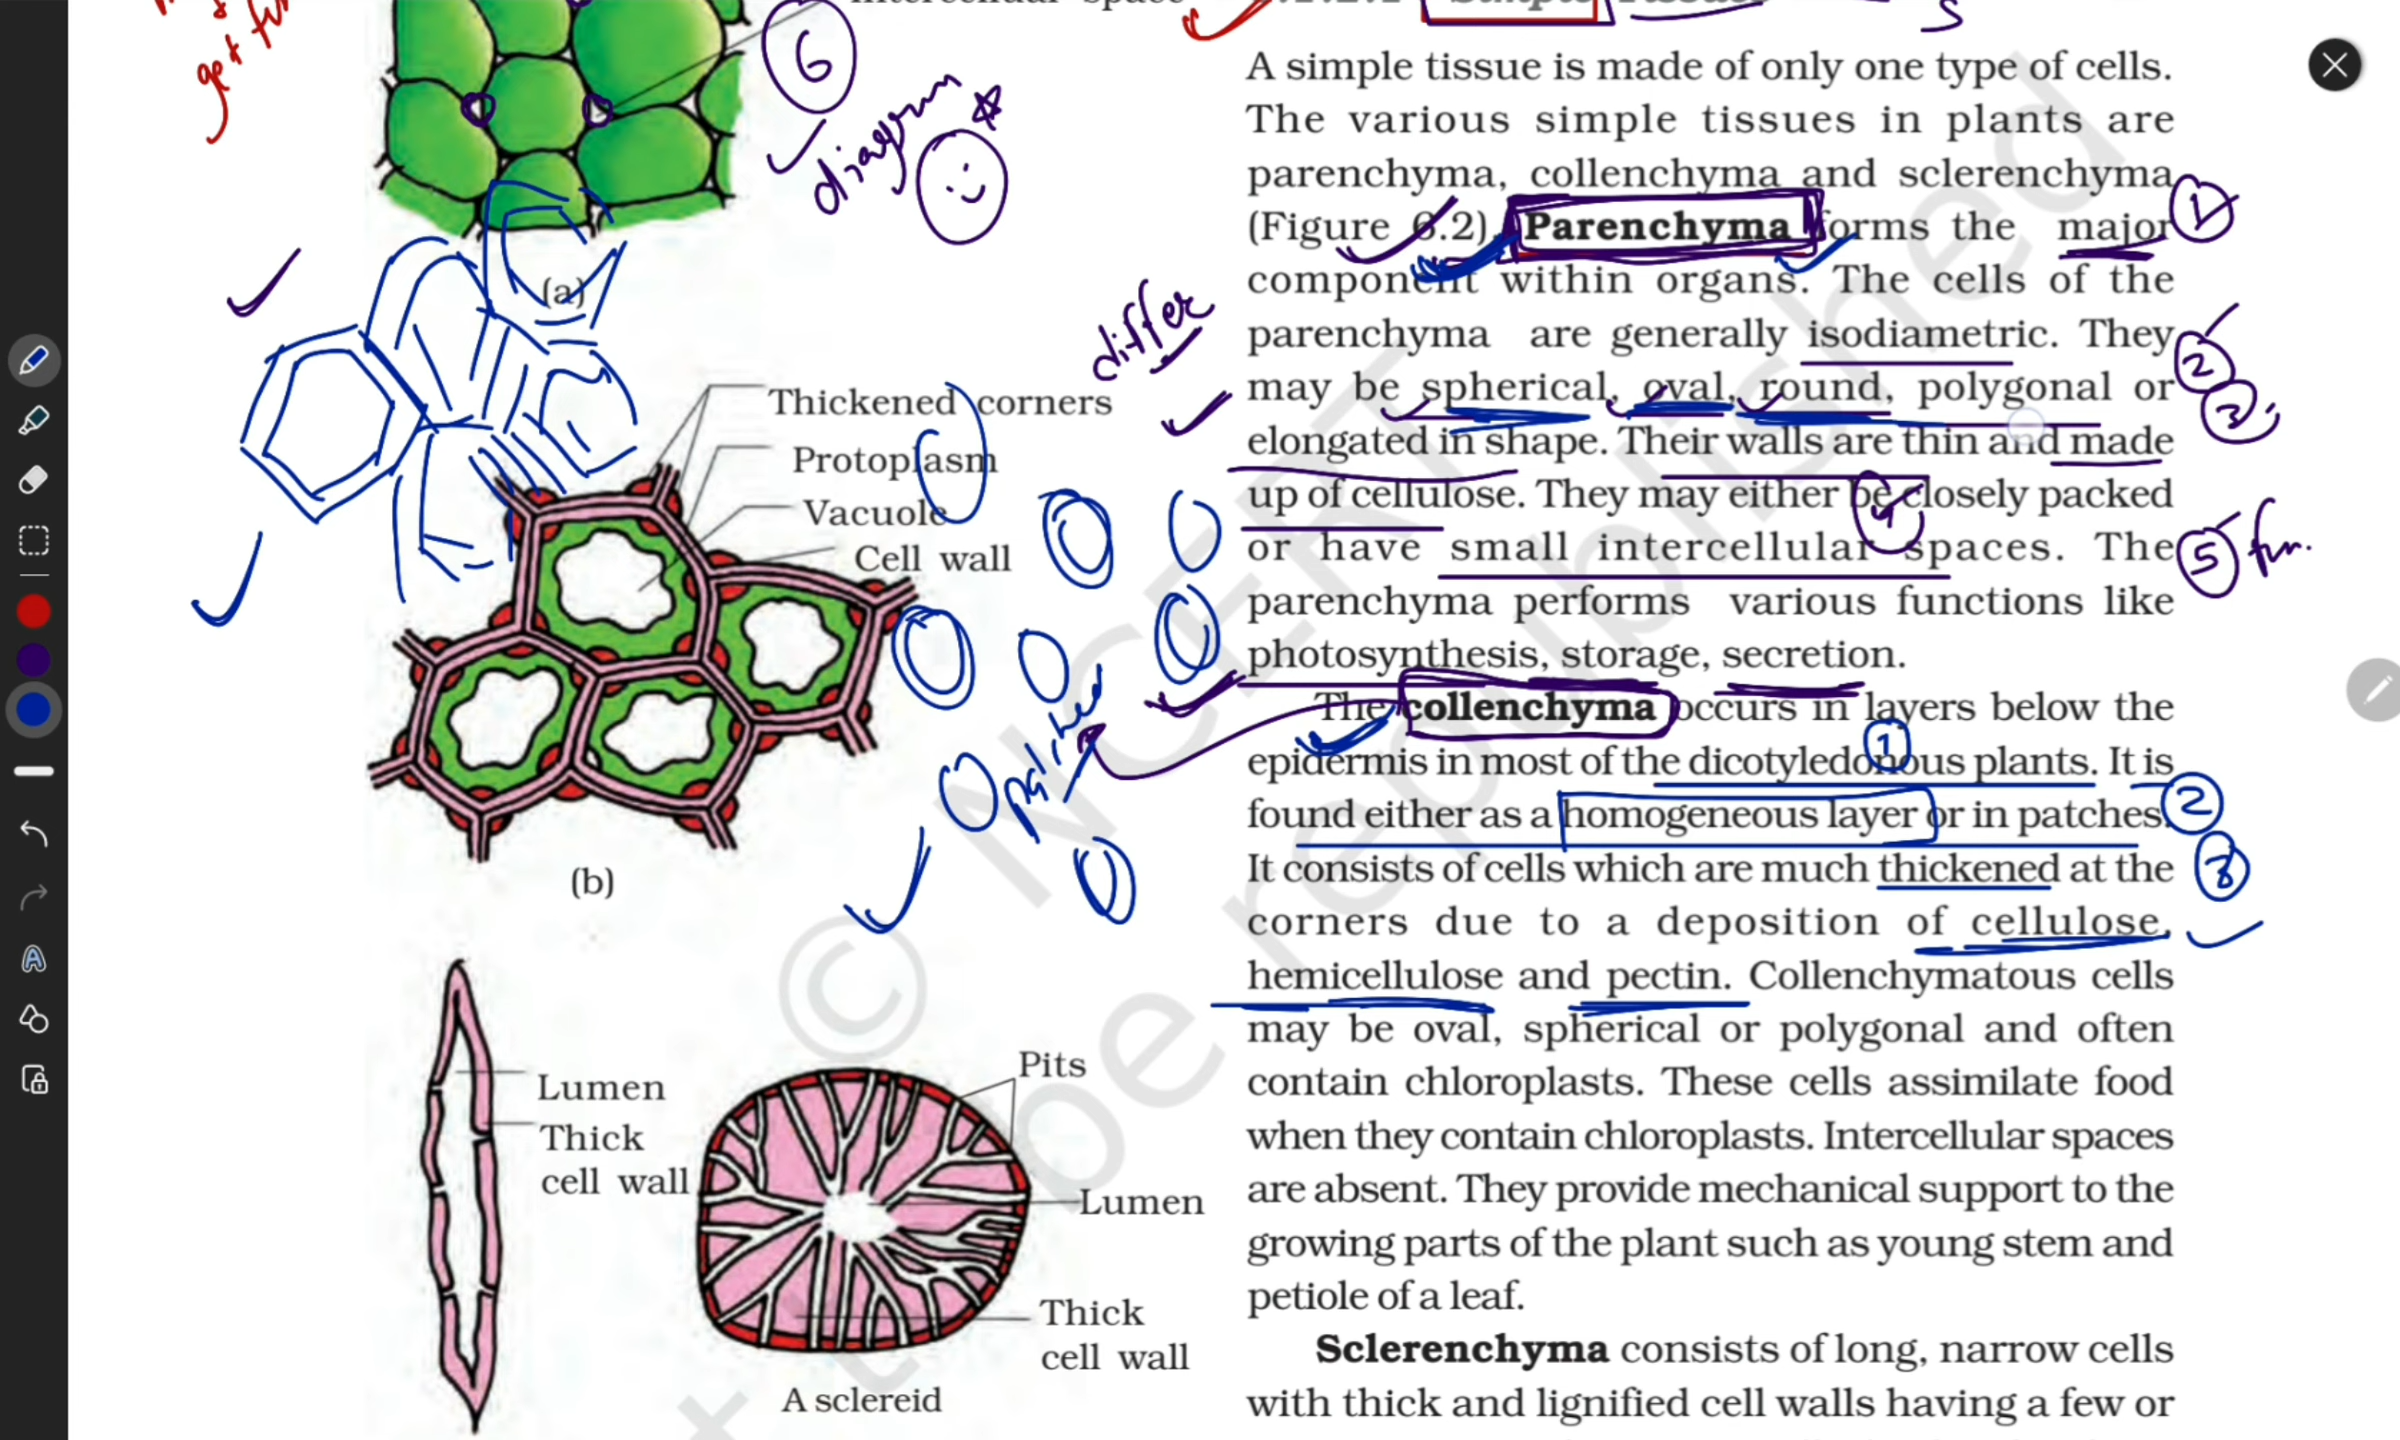 get
6
diagram
(a)
Thickened corners
Protoplasm
Vacuole
Cell wall
(b)
Lumen
Thick
cell wall
Pits
Lumen
Thick
cell wall
A sclereid
differ
A simple tissue is made of only one type of cells.
The various simple tissues in plants are
parenchyma, collenchyma and sclerenchyma
(Figure 6.2). Parenchyma forms the major
component within organs. The cells of the
parenchyma are generally isodiametric. They
may be spherical, oval, round, polygonal or
elongated in shape. Their walls are thin and made
up of cellulose. They may either be closely packed
or have small intercellular spaces. The
parenchyma performs various functions like
photosynthesis, storage, secretion.
The collenchyma occurs in layers below the
epidermis in most of the dicotyledonous plants. It is
found either as a homogeneous layer or in patches.
It consists of cells which are much thickened at the
corners due to a deposition of cellulose,
hemicellulose and pectin. Collenchymatous cells
may be oval, spherical or polygonal and often
contain chloroplasts. These cells assimilate food
when they contain chloroplasts. Intercellular spaces
are absent. They provide mechanical support to the
growing parts of the plant such as young stem and
petiole of a leaf.
Sclerenchyma consists of long, narrow cells
with thick and lignified cell walls having a few or
1
2
3
4
5 fun.
1
2
3
© NCERT
be republished